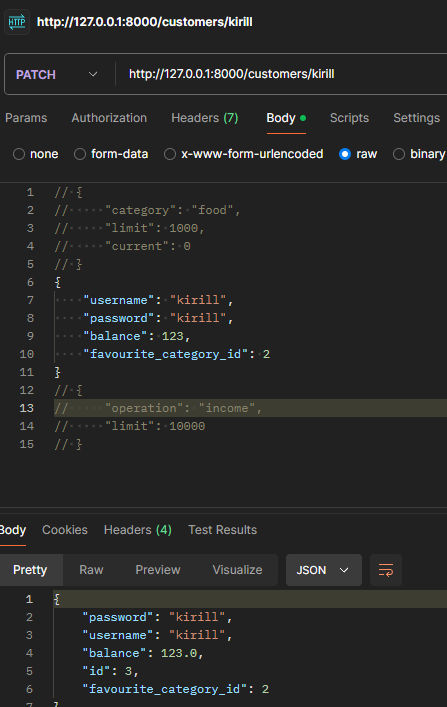 HTTP http://127.0.0.1:8000/customers/kirill
PATCH http://127.0.0.1:8000/customers/kirill
Params Authorization Headers (7) Body Scripts Settings
none form-data x-www-form-urlencoded raw binary
1 // {
2 //     "category": "food",
3 //     "limit": 1000,
4 //     "current": 0
5 // }
6 {
7     "username": "kirill",
8     "password": "kirill",
9     "balance": 123,
10     "favourite_category_id": 2
11 }
12 // {
13 //     "operation": "income",
14 //     "limit": 10000
15 // }
Body Cookies Headers (4) Test Results
Pretty Raw Preview Visualize JSON
1 {
2     "password": "kirill",
3     "username": "kirill",
4     "balance": 123.0,
5     "id": 3,
6     "favourite_category_id": 2